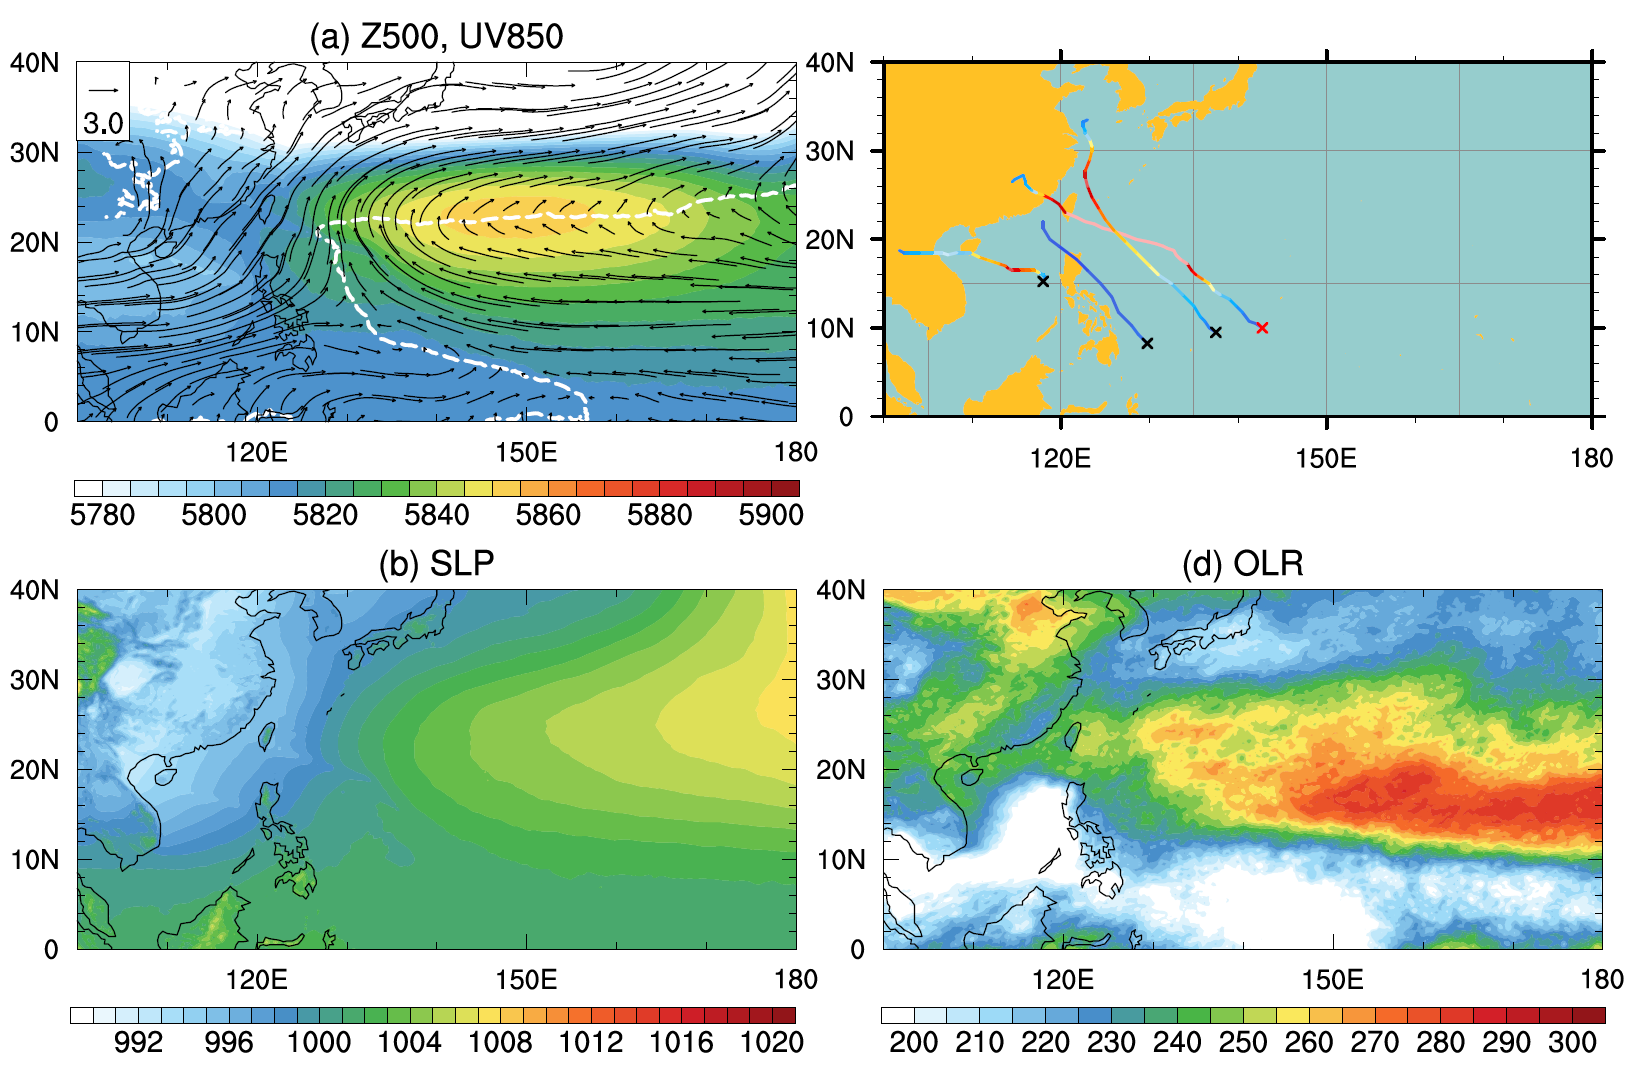 (a) Z500, UV850
40N
30N
20N
10N
0
3.0
120E
150E
180
5780
5800
5820
5840
5860
5880
5900
40N
30N
20N
10N
0
120E
150E
180
(b) SLP
40N
30N
20N
10N
0
120E
150E
180
992
996
1000
1004
1008
1012
1016
1020
(d) OLR
40N
30N
20N
10N
0
120E
150E
180
200
210
220
230
240
250
260
270
280
290
300